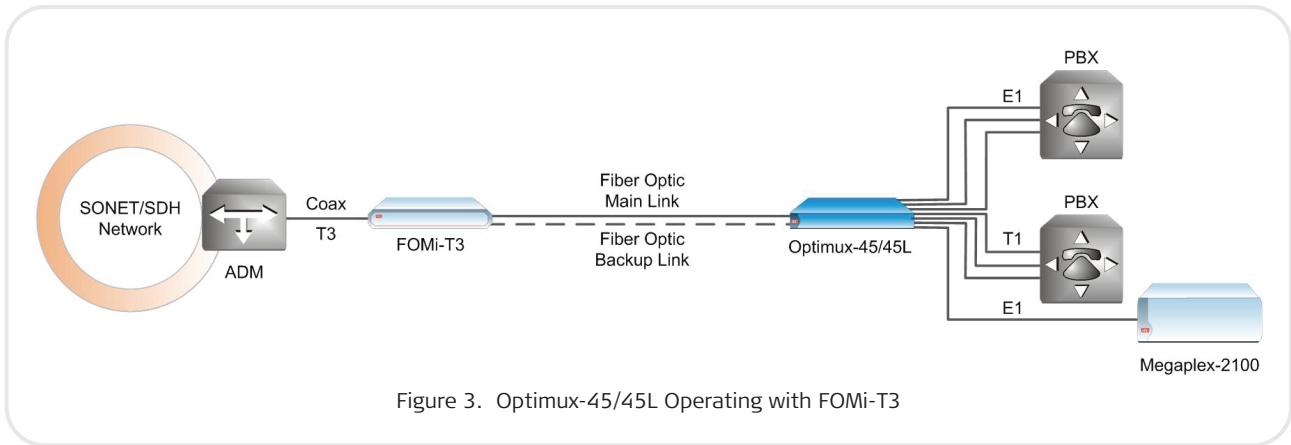 PBX
E1
SONET/SDH
Network
Coax
T3
ADM
FOMi-T3
Fiber Optic
Main Link
Fiber Optic
Backup Link
Optimux-45/45L
PBX
T1
E1
Megaplex-2100
Figure 3. Optimux-45/45L Operating with FOMi-T3